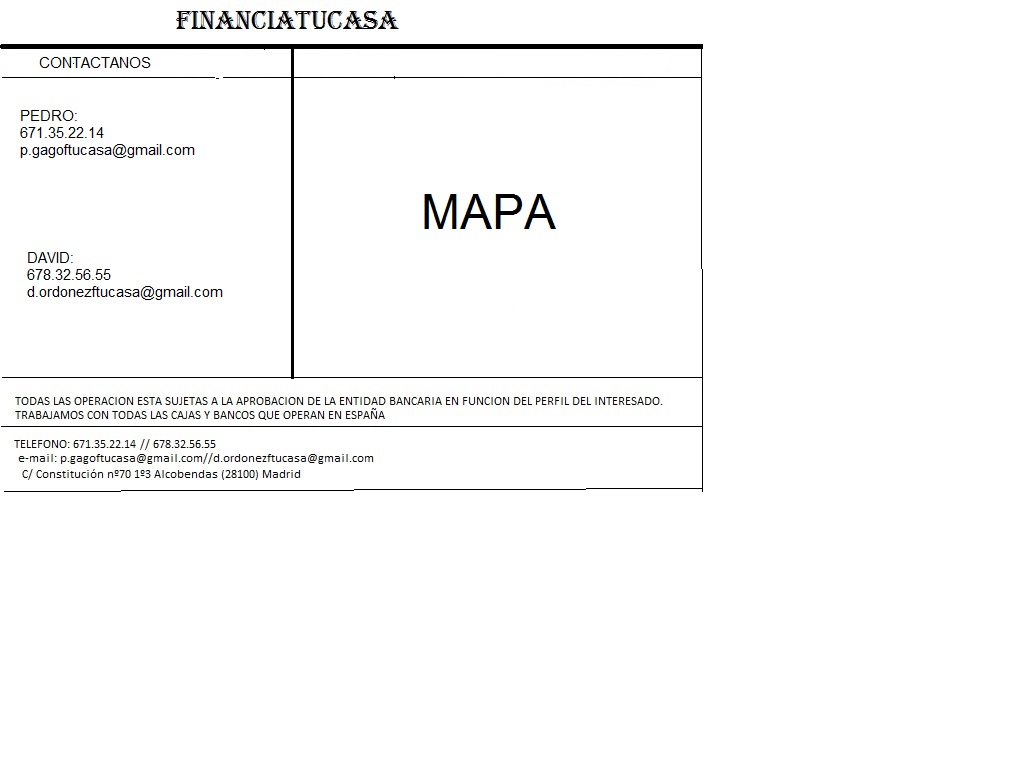 FINANCIATUCASA
CONTACTANOS
PEDRO:
671.35.22.14
p.gagoftucasa@gmail.com
MAPA
DAVID:
678.32.56.55
d.ordonezftucasa@gmail.com
TODAS LAS OPERACION ESTA SUJETAS A LA APROBACION DE LA ENTIDAD BANCARIA EN FUNCION DEL PERFIL DEL INTERESADO.
TRABAJAMOS CON TODAS LAS CAJAS Y BANCOS QUE OPERAN EN ESPAÑA
TELEFONO: 671.35.22.14 // 678.32.56.55
e-mail: p.gagoftucasa@gmail.com//d.ordonezftucasa@gmail.com
C/ Constitución nº70 1º3 Alcobendas (28100) Madrid